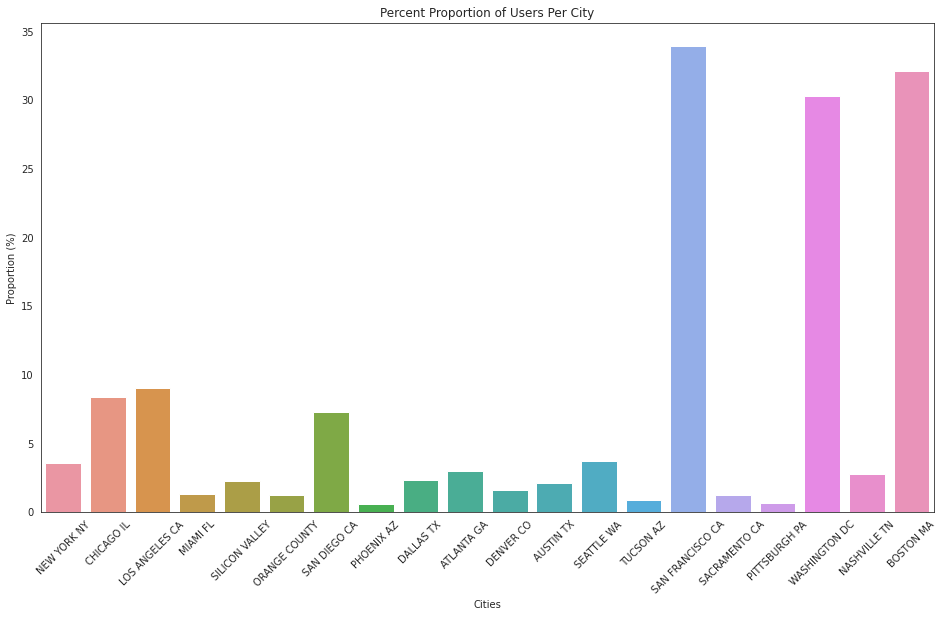 Percent Proportion of Users Per City
Proportion (%)
35
30
25
20
15
10
5
0
NEW YORK NY
CHICAGO IL
LOS ANGELES CA
MIAMI FL
SILICON VALLEY
ORANGE COUNTY
SAN DIEGO CA
PHOENIX AZ
DALLAS TX
ATLANTA GA
DENVER CO
AUSTIN TX
SEATTLE WA
TUCSON AZ
SAN FRANCISCO CA
SACRAMENTO CA
PITTSBURGH PA
WASHINGTON DC
NASHVILLE TN
BOSTON MA
Cities